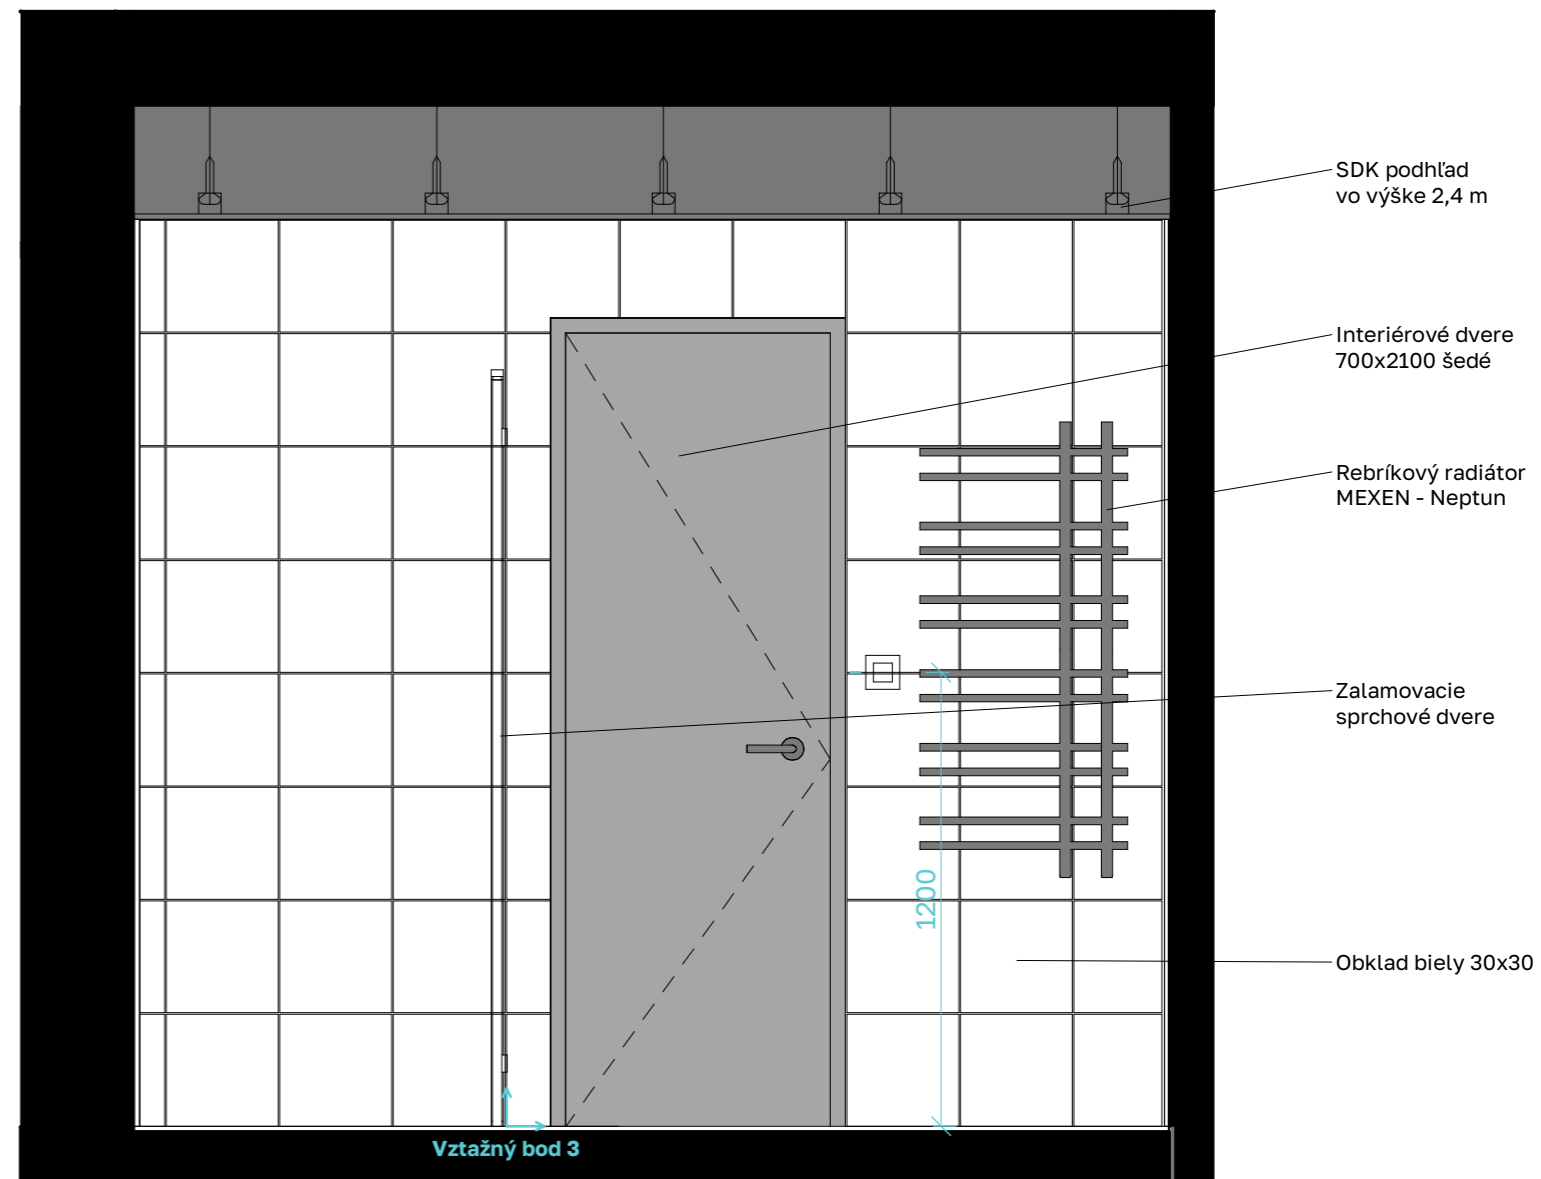 SDK podhľad
vo výške 2,4 m
Interiérové dvere
700x2100 šedé
Rebríkový radiátor
MEXEN - Neptun
Zalamovacie
sprchové dvere
1200
Obklad biely 30x30
Vztažný bod 3